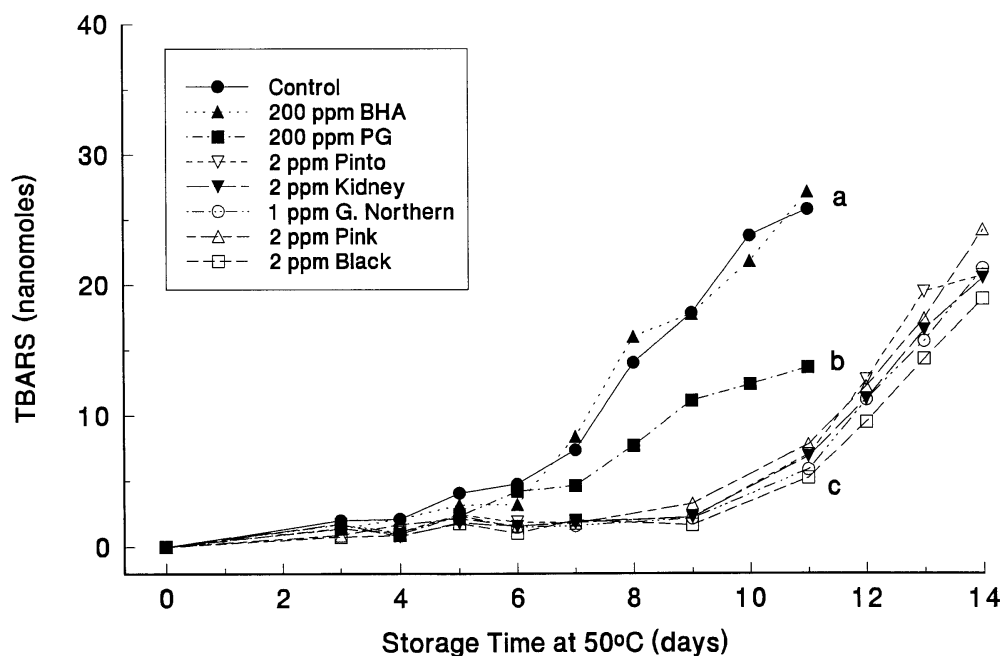 40
30
20
10
0
TBARS (nanomoles)
Control
200 ppm BHA
200 ppm PG
2 ppm Pinto
2 ppm Kidney
1 ppm G. Northern
2 ppm Pink
2 ppm Black
a
b
c
0 2 4 6 8 10 12 14
Storage Time at 50ºC (days)